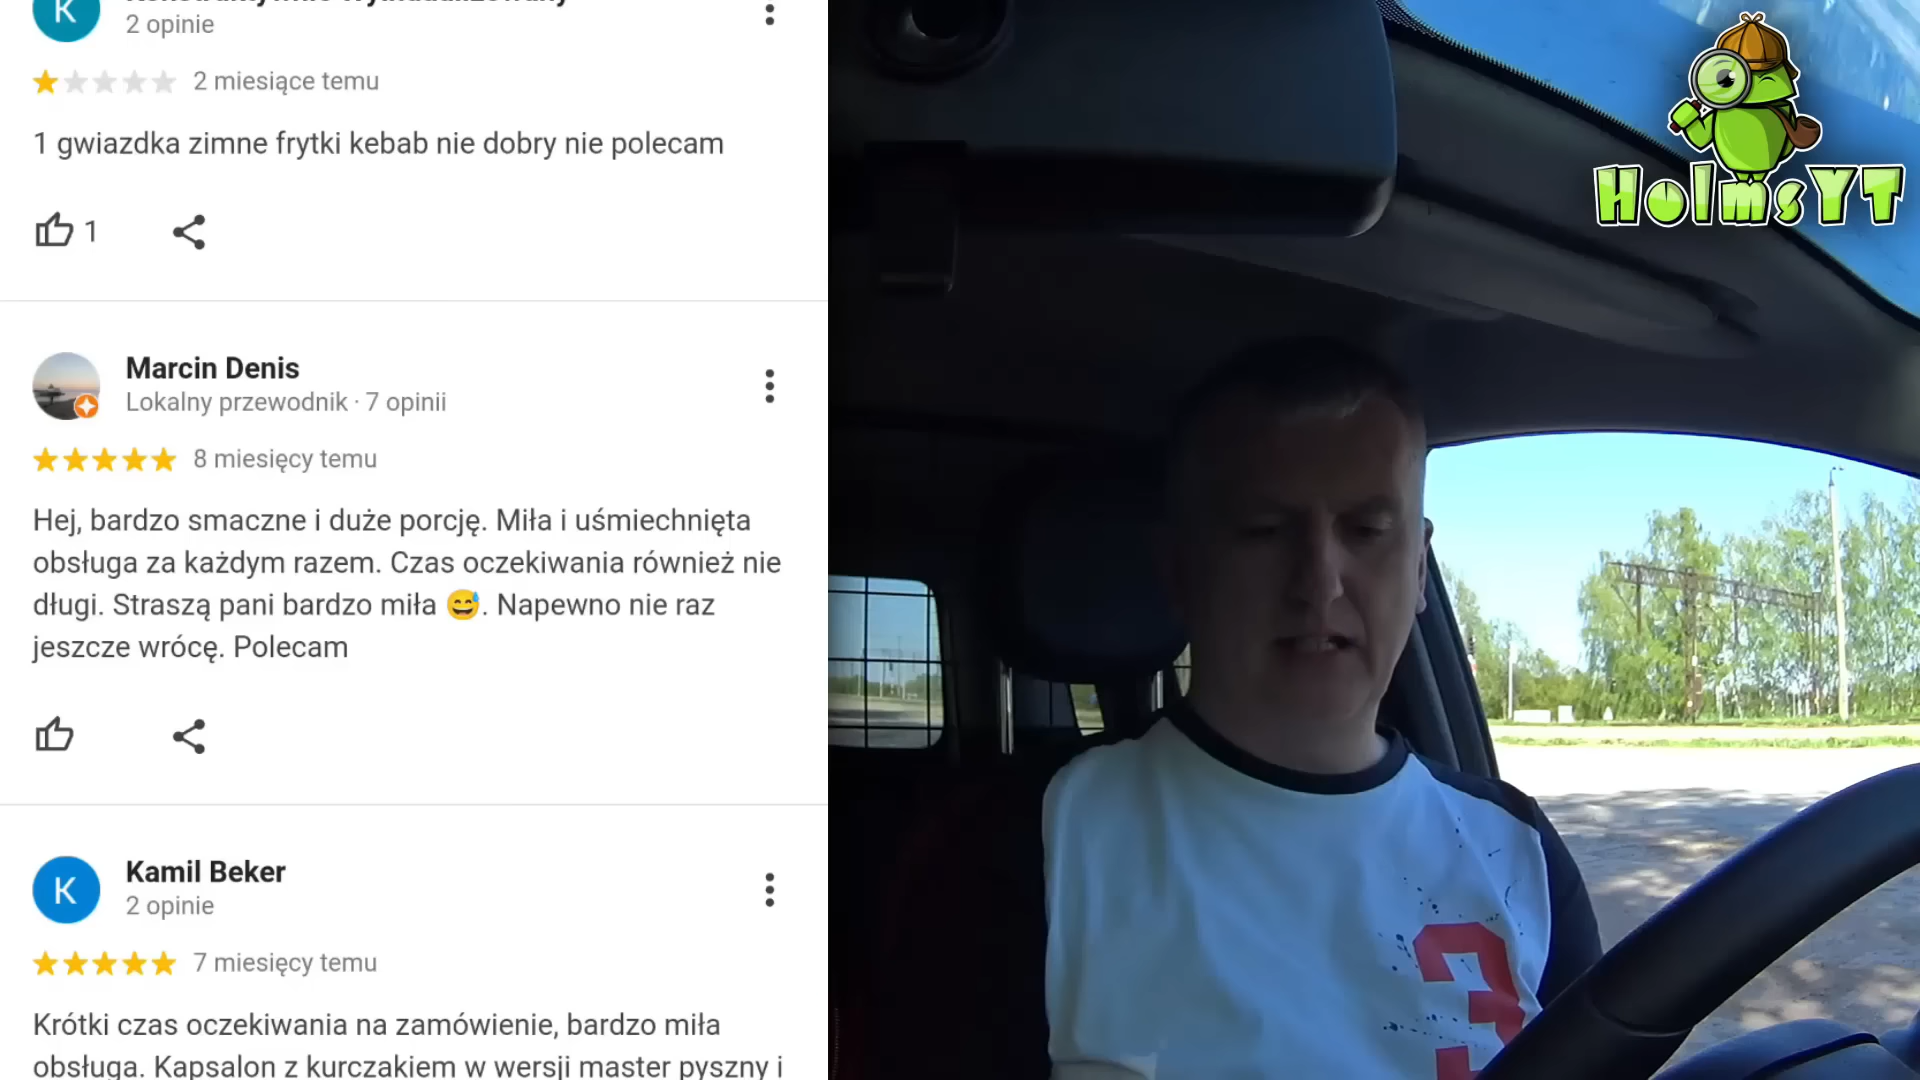 2 opinie
2 miesiące temu
1 gwiazdka zimne frytki kebab nie dobry nie polecam
1
Marcin Denis
Lokalny przewodnik · 7 opinii
8 miesięcy temu
Hej, bardzo smaczne i duże porcję. Miła i uśmiechnięta
obsługa za każdym razem. Czas oczekiwania również nie
długi. Straszą pani bardzo miła 😅. Napewno nie raz
jeszcze wrócę. Polecam
K
Kamil Beker
2 opinie
7 miesięcy temu
Krótki czas oczekiwania na zamówienie, bardzo miła
obsługa. Kapsalon z kurczakiem w wersji master pyszny i
HolmsYT
3